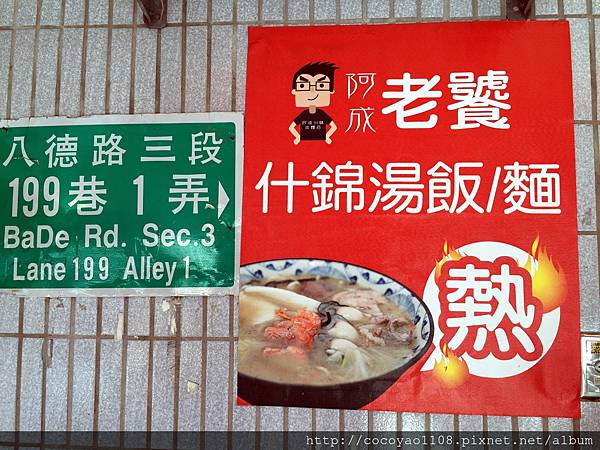 八德路三段
199巷 1 弄
BaDe Rd. Sec.3
Lane 199 Alley 1
阿成
老饕
什錦湯飯/麵
熱
http://cocoyao1108.pixnet.net/album